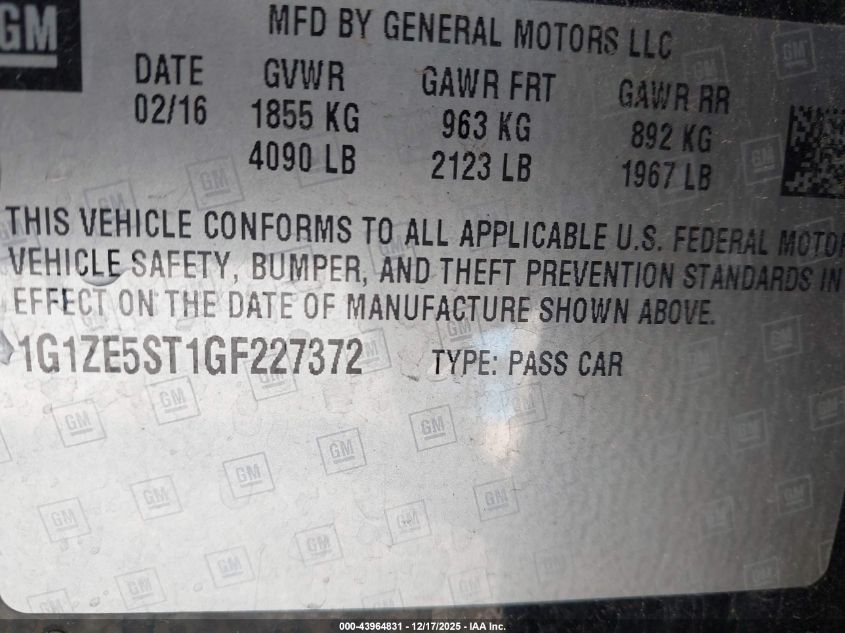 GM
MFD BY GENERAL MOTORS LLC
DATE GVWR GAWR FRT GAWR RR
02/16 1855 KG 963 KG 892 KG
4090 LB 2123 LB 1967 LB
THIS VEHICLE CONFORMS TO ALL APPLICABLE U.S. FEDERAL MOTOR
VEHICLE SAFETY, BUMPER, AND THEFT PREVENTION STANDARDS IN
EFFECT ON THE DATE OF MANUFACTURE SHOWN ABOVE.
1G1ZE5ST1GF227372 TYPE: PASS CAR
000-43964831 - 12/17/2025 - IAA Inc.